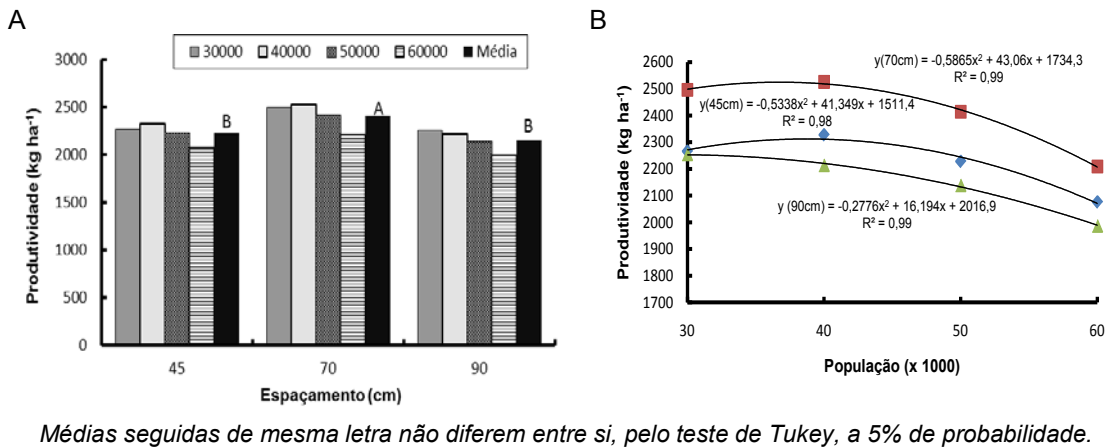 A
30000 40000 50000 60000 Média
3000
2500
2000
1500
1000
500
0
B
A
B
45 70 90
Espaçamento (cm)
Produtividade (kg ha⁻¹)
B
y(70cm) = -0,5865x² + 43,06x + 1734,3
R² = 0,99
y(45cm) = -0,5338x² + 41,349x + 1511,4
R² = 0,98
y (90cm) = -0,2776x² + 16,194x + 2016,9
R² = 0,99
2600
2500
2400
2300
2200
2100
2000
1900
1800
1700
30 40 50 60
População (x 1000)
Produtividade (kg ha⁻¹)
Médias seguidas de mesma letra não diferem entre si, pelo teste de Tukey, a 5% de probabilidade.